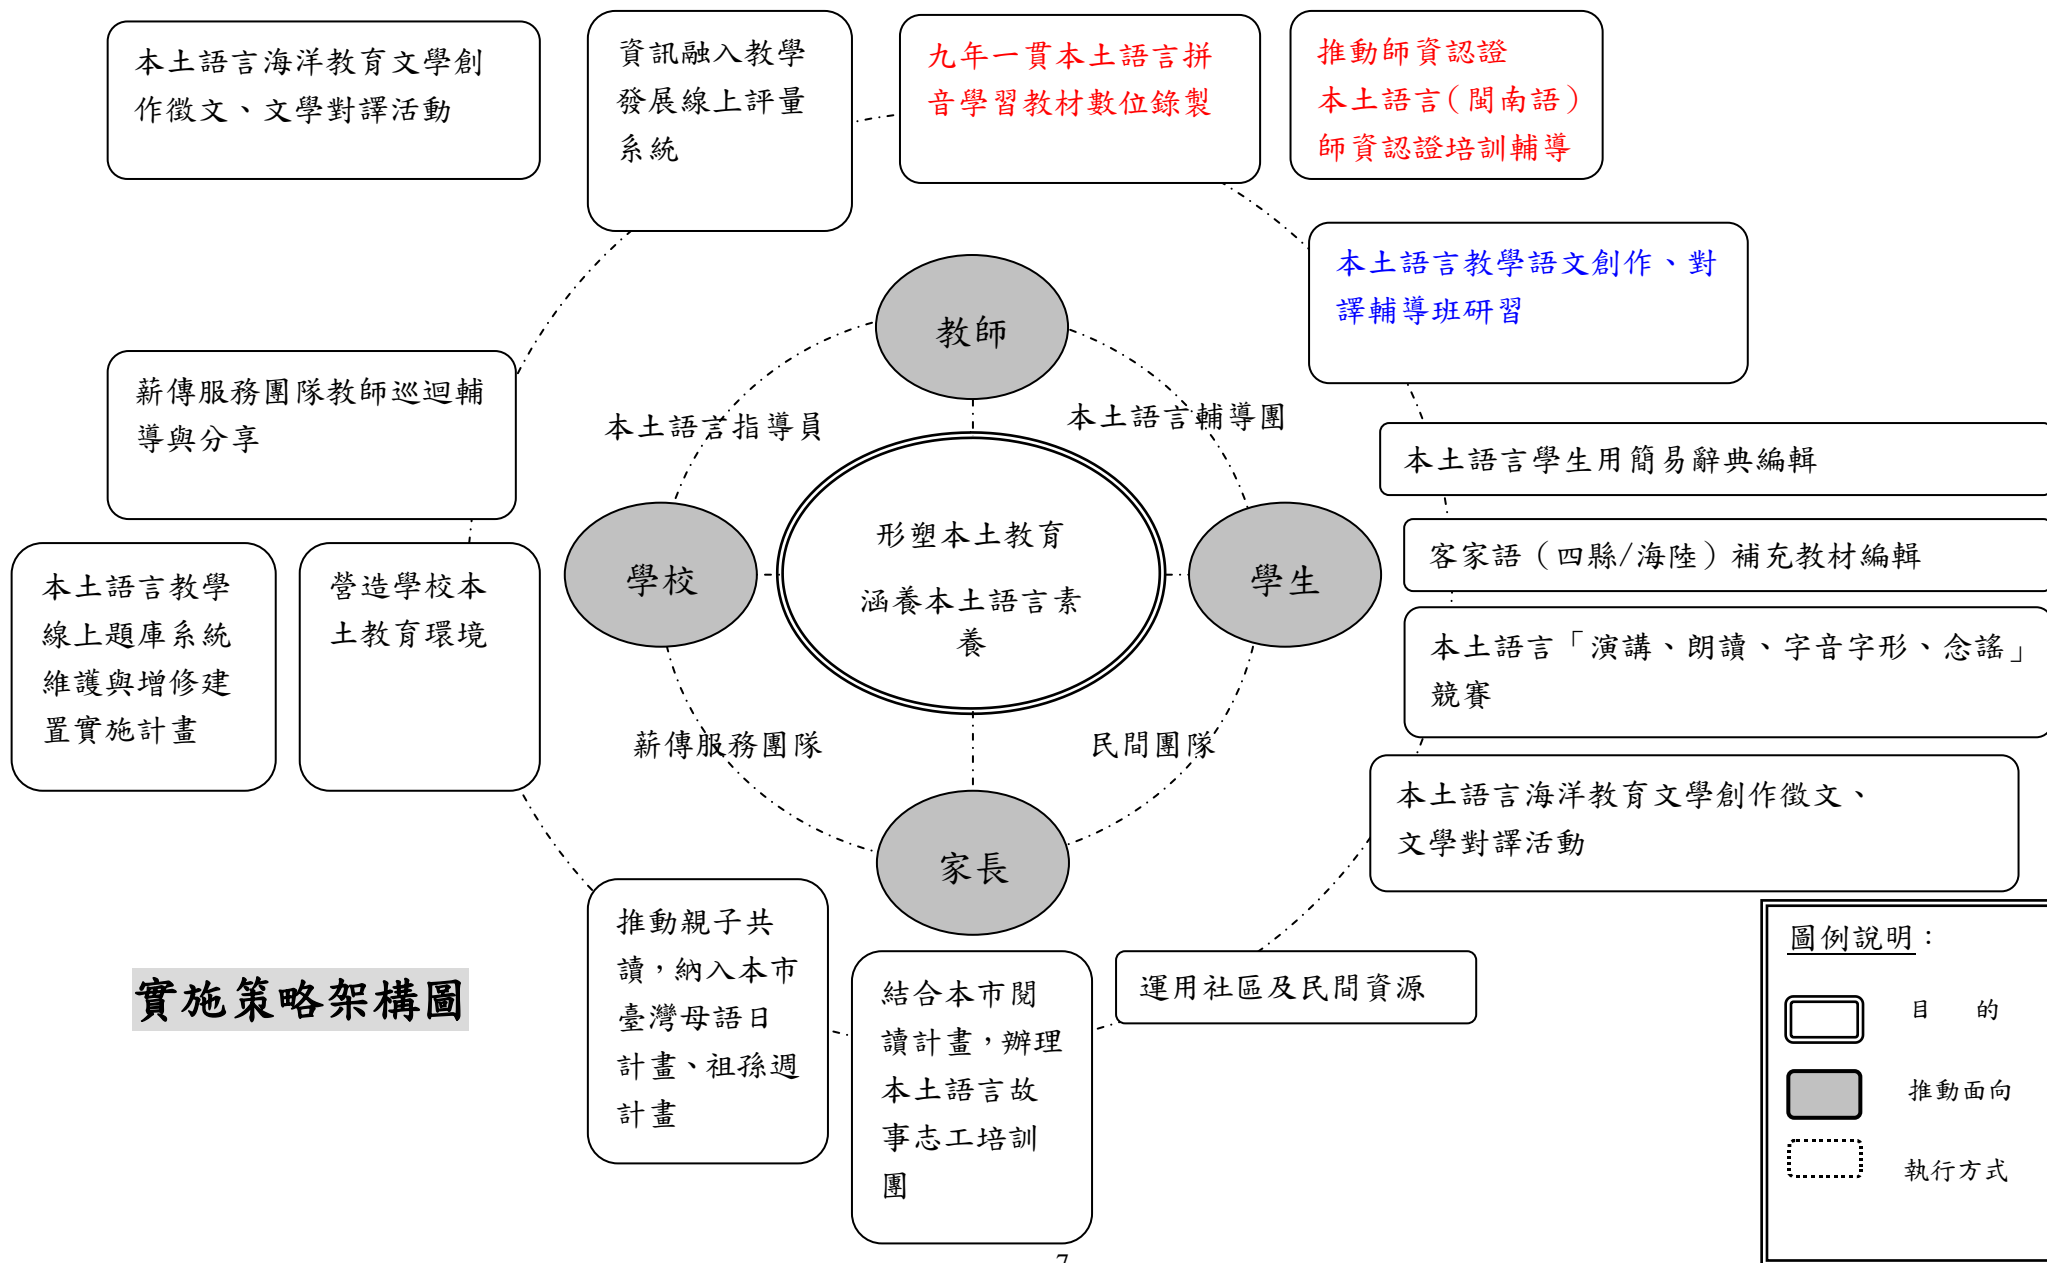 本土語言海洋教育文學創
作徵文、文學對譯活動
資訊融入教學
發展線上評量
系統
九年一貫本土語言拼
音學習教材數位錄製
推動師資認證
本土語言(閩南語)
師資認證培訓輔導
本土語言教學語文創作、對
譯輔導班研習
教師
薪傳服務團隊教師巡迴輔
導與分享
本土語言指導員
本土語言輔導團
本土語言學生用簡易辭典編輯
形塑本土教育
涵養本土語言素
養
學校
學生
客家語（四縣/海陸）補充教材編輯
本土語言教學
線上題庫系統
維護與增修建
置實施計畫
營造學校本
土教育環境
本土語言「演講、朗讀、字音字形、念謠」
競賽
薪傳服務團隊
民間團隊
本土語言海洋教育文學創作徵文、
文學對譯活動
家長
推動親子共
讀，納入本市
臺灣母語日
計畫、祖孫週
計畫
結合本市閱
讀計畫，辦理
本土語言故
事志工培訓
團
運用社區及民間資源
實施策略架構圖
圖例說明：
目　的
推動面向
執行方式
7